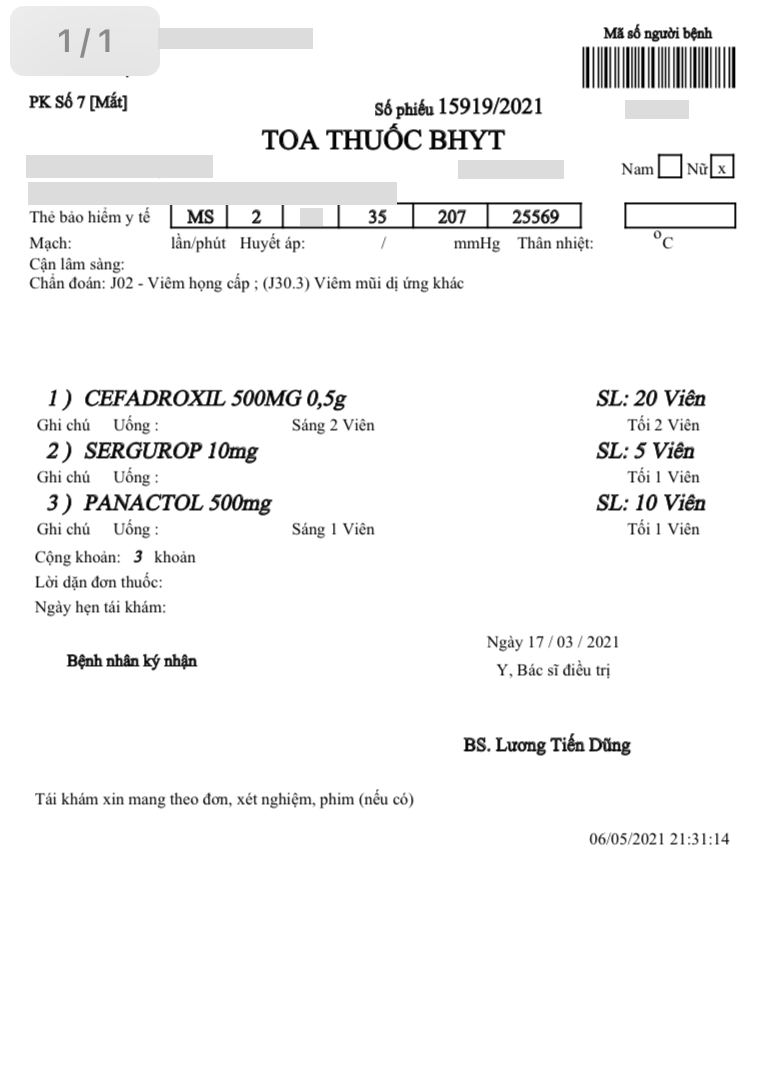 1/1
Mã số người bệnh
PK Số 7 [Mắt]
Số phiếu 15919/2021
TOA THUỐC BHYT
Nam Nữ x
Thẻ bảo hiểm y tế MS 2 35 207 25569
Mạch: lần/phút Huyết áp: / mmHg Thân nhiệt: °C
Cận lâm sàng:
Chẩn đoán: J02 - Viêm họng cấp ; (J30.3) Viêm mũi dị ứng khác
1 ) CEFADROXIL 500MG 0,5g SL: 20 Viên
Ghi chú Uống : Sáng 2 Viên Tối 2 Viên
2 ) SERGUROP 10mg SL: 5 Viên
Ghi chú Uống : Tối 1 Viên
3 ) PANACTOL 500mg SL: 10 Viên
Ghi chú Uống : Sáng 1 Viên Tối 1 Viên
Cộng khoản: 3 khoản
Lời dặn đơn thuốc:
Ngày hẹn tái khám:
Ngày 17 / 03 / 2021
Bệnh nhân ký nhận
Y, Bác sĩ điều trị
BS. Lương Tiến Dũng
Tái khám xin mang theo đơn, xét nghiệm, phim (nếu có)
06/05/2021 21:31:14